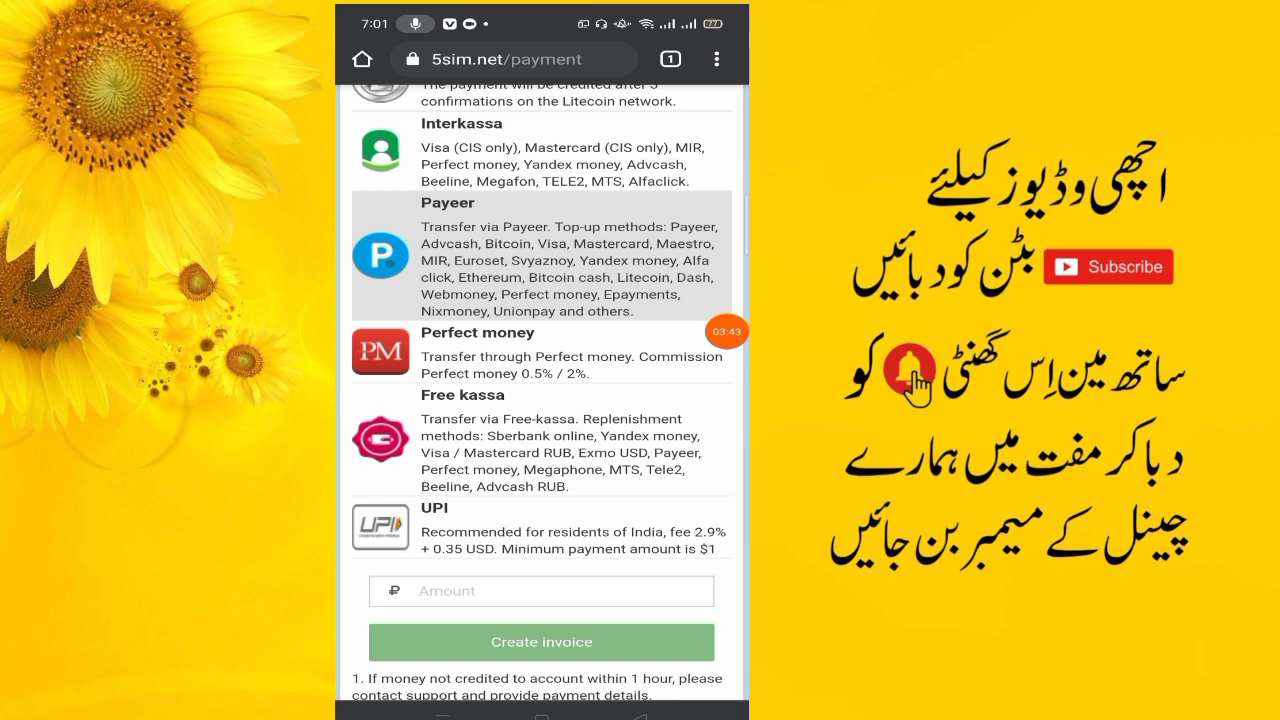 7:01
77
5sim.net/payment
1
The payment will be credited after 3
confirmations on the Litecoin network.
Interkassa
Visa (CIS only), Mastercard (CIS only), MIR,
Perfect money, Yandex money, Advcash,
Beeline, Megafon, TELE2, MTS, Alfaclick.
Payeer
Transfer via Payeer. Top-up methods: Payeer,
Advcash, Bitcoin, Visa, Mastercard, Maestro,
MIR, Euroset, Svyaznoy, Yandex money, Alfa
click, Ethereum, Bitcoin cash, Litecoin, Dash,
Webmoney, Perfect money, Epayments,
Nixmoney, Unionpay and others.
03:43
Perfect money
PM
Transfer through Perfect money. Commission
Perfect money 0.5% / 2%.
Free kassa
Transfer via Free-kassa. Replenishment
methods: Sberbank online, Yandex money,
Visa / Mastercard RUB, Exmo USD, Payeer,
Perfect money, Megaphone, MTS, Tele2,
Beeline, Advcash RUB.
UPI
UPI
Recommended for residents of India, fee 2.9%
+ 0.35 USD. Minimum payment amount is $1
₽ Amount
Create invoice
1. If money not credited to account within 1 hour, please
contact support and provide payment details.
اچھی وڈیوز کیلئے
Subscribe بٹن کو دبائیں
ساتھ مین اِس گھنٹی کو
دبا کر مفت میں ہمارے
چینل کے میمبر بن جائیں